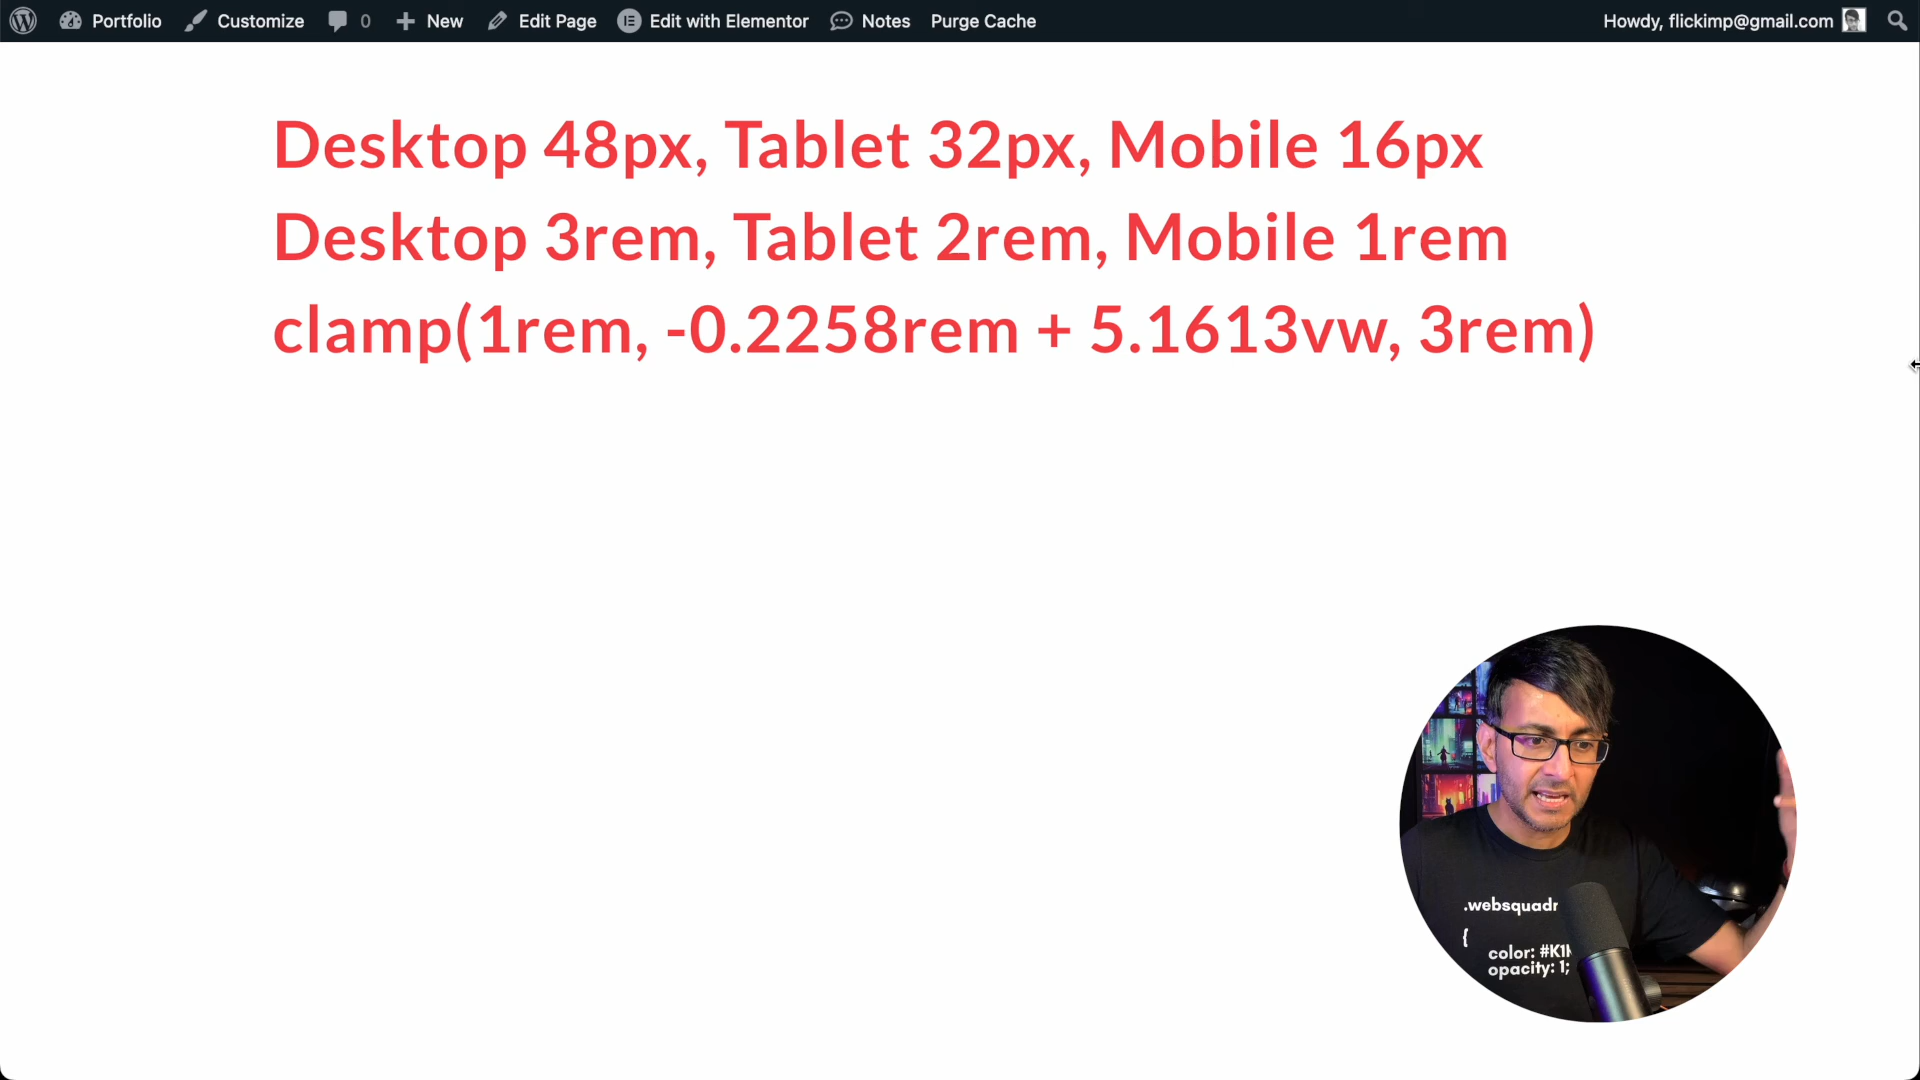 Portfolio Customize 0 New Edit Page Edit with Elementor Notes Purge Cache Howdy, flickimp@gmail.com
Desktop 48px, Tablet 32px, Mobile 16px
Desktop 3rem, Tablet 2rem, Mobile 1rem
clamp(1rem, -0.2258rem + 5.1613vw, 3rem)
.websquadr
{
color: #K1
opacity: 1;